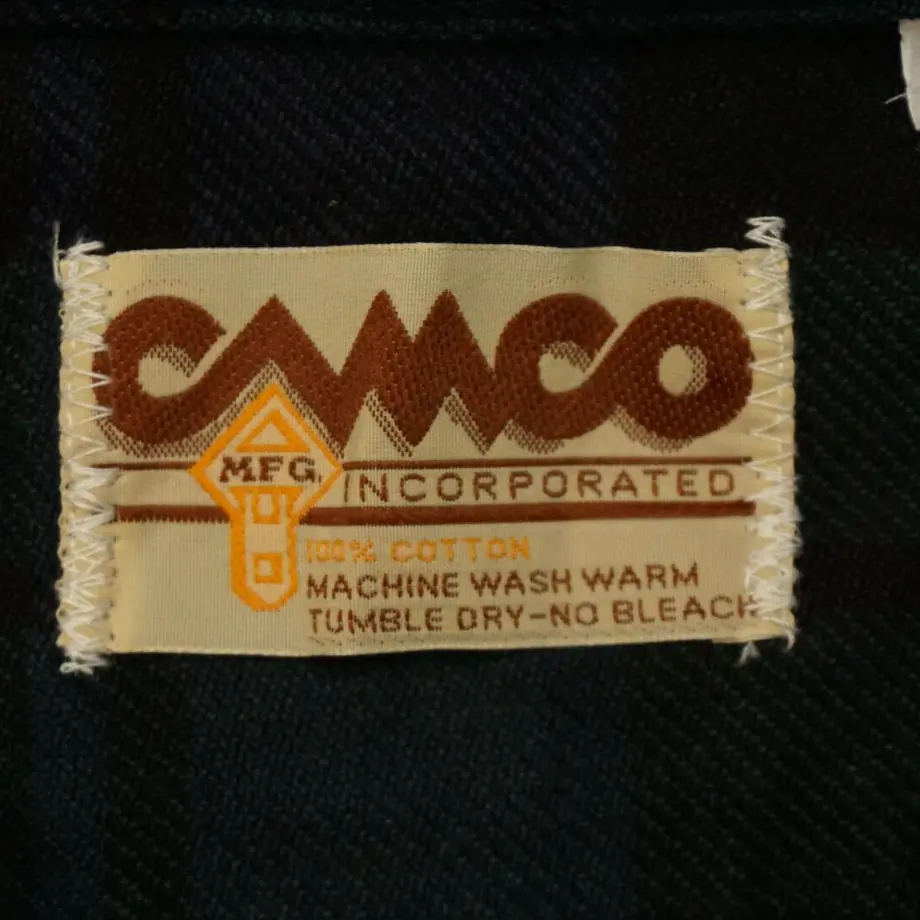 CAMCO
MFG. INCORPORATED
100% COTTON
MACHINE WASH WARM
TUMBLE DRY-NO BLEACH